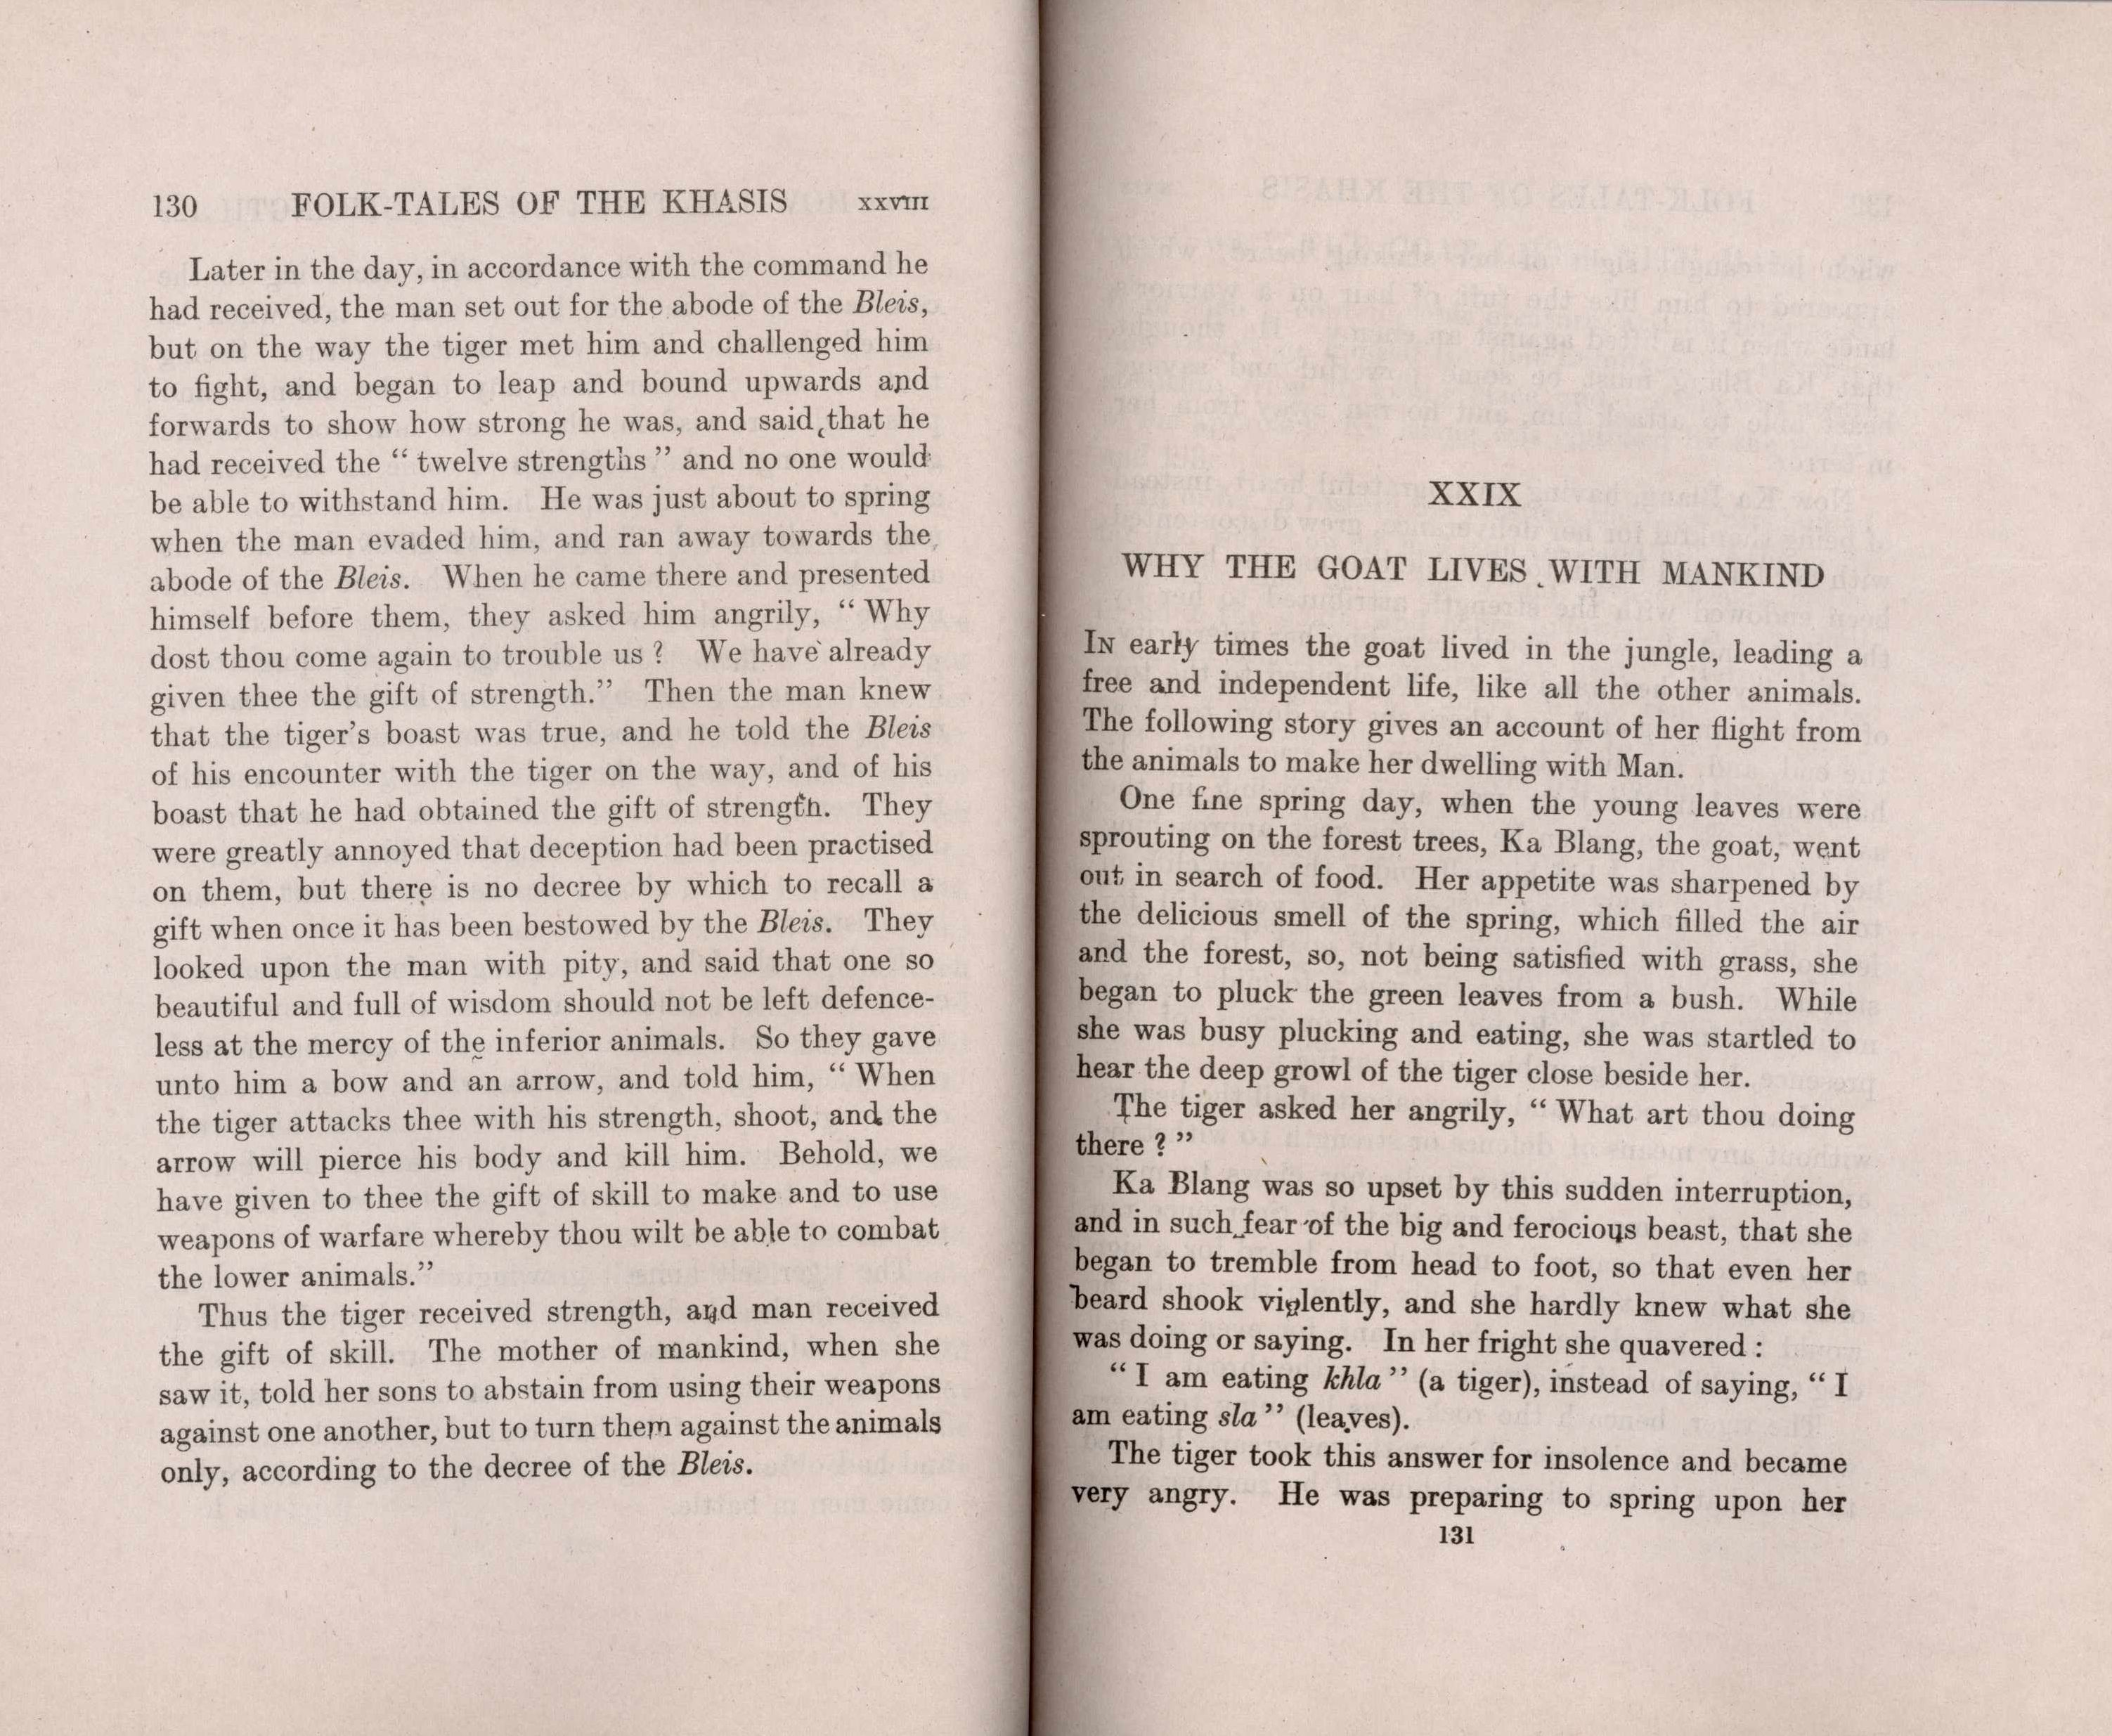 130 FOLK-TALES OF THE KHASIS XXVIII
Later in the day, in accordance with the command he
had received, the man set out for the abode of the Bleis,
but on the way the tiger met him and challenged him
to fight, and began to leap and bound upwards and
forwards to show how strong he was, and said that he
had received the “ twelve strengths ” and no one would
be able to withstand him. He was just about to spring
when the man evaded him, and ran away towards the
abode of the Bleis. When he came there and presented
himself before them, they asked him angrily, “ Why
dost thou come again to trouble us ? We have already
given thee the gift of strength.” Then the man knew
that the tiger’s boast was true, and he told the Bleis
of his encounter with the tiger on the way, and of his
boast that he had obtained the gift of strength. They
were greatly annoyed that deception had been practised
on them, but there is no decree by which to recall a
gift when once it has been bestowed by the Bleis. They
looked upon the man with pity, and said that one so
beautiful and full of wisdom should not be left defence-
less at the mercy of the inferior animals. So they gave
unto him a bow and an arrow, and told him, “ When
the tiger attacks thee with his strength, shoot, and the
arrow will pierce his body and kill him. Behold, we
have given to thee the gift of skill to make and to use
weapons of warfare whereby thou wilt be able to combat
the lower animals.”
Thus the tiger received strength, and man received
the gift of skill. The mother of mankind, when she
saw it, told her sons to abstain from using their weapons
against one another, but to turn them against the animals
only, according to the decree of the Bleis.
XXIX
WHY THE GOAT LIVES WITH MANKIND
IN early times the goat lived in the jungle, leading a
free and independent life, like all the other animals.
The following story gives an account of her flight from
the animals to make her dwelling with Man.
One fine spring day, when the young leaves were
sprouting on the forest trees, Ka Blang, the goat, went
out in search of food. Her appetite was sharpened by
the delicious smell of the spring, which filled the air
and the forest, so, not being satisfied with grass, she
began to pluck the green leaves from a bush. While
she was busy plucking and eating, she was startled to
hear the deep growl of the tiger close beside her.
The tiger asked her angrily, “ What art thou doing
there ? ”
Ka Blang was so upset by this sudden interruption,
and in such fear of the big and ferocious beast, that she
began to tremble from head to foot, so that even her
beard shook violently, and she hardly knew what she
was doing or saying. In her fright she quavered :
“ I am eating khla ” (a tiger), instead of saying, “ I
am eating sla ” (leaves).
The tiger took this answer for insolence and became
very angry. He was preparing to spring upon her
131